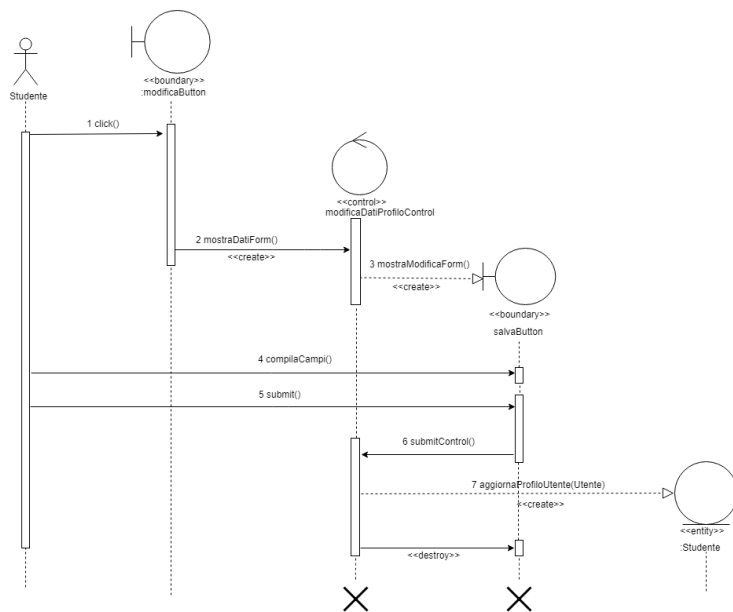 Studente
<<boundary>>
:modificaButton
1 click()
<<control>>
modificaDatiProfiloControl
2 mostraDatiForm()
<<create>>
3 mostraModificaForm()
<<create>>
<<boundary>>
salvaButton
4 compilaCampi()
5 submit()
6 submitControl()
7 aggiornaProfiloUtente(Utente)
<<create>>
<<entity>>
:Studente
<<destroy>>